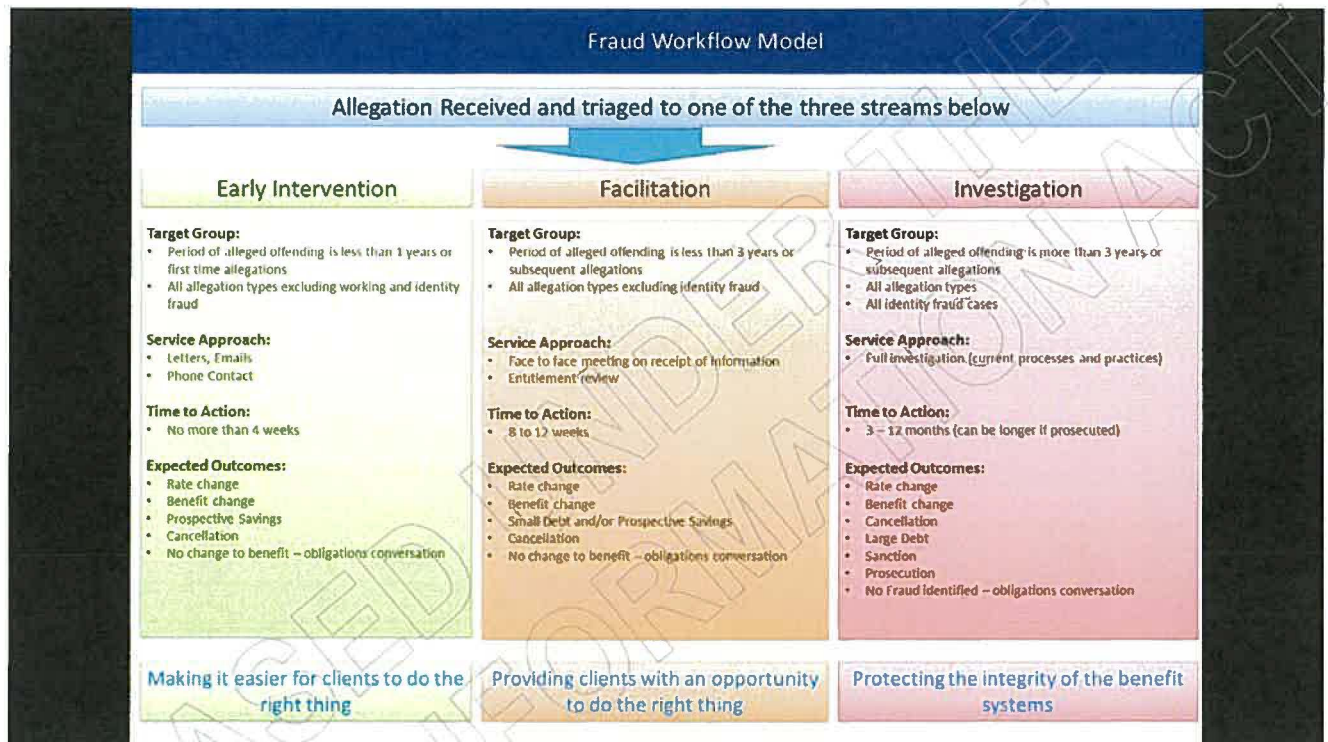 Fraud Workflow Model
Allegation Received and triaged to one of the three streams below
Early Intervention
Target Group:
• Period of alleged offending is less than 1 years or
first time allegations
• All allegation types excluding working and identity
fraud
Service Approach:
• Letters, Emails
• Phone Contact
Time to Action:
• No more than 4 weeks
Expected Outcomes:
• Rate change
• Benefit change
• Prospective Savings
• Cancellation
• No change to benefit – obligations conversation
Making it easier for clients to do the
right thing
Facilitation
Target Group:
• Period of alleged offending is less than 3 years or
subsequent allegations
• All allegation types excluding identity fraud
Service Approach:
• Face to face meeting on receipt of information
• Entitlement review
Time to Action:
• 8 to 12 weeks
Expected Outcomes:
• Rate change
• Benefit change
• Small Debt and/or Prospective Savings
• Cancellation
• No change to benefit – obligations conversation
Providing clients with an opportunity
to do the right thing
Investigation
Target Group:
• Period of alleged offending is more than 3 years or
subsequent allegations
• All allegation types
• All identity fraud cases
Service Approach:
• Full investigation (current processes and practices)
Time to Action:
• 3 – 12 months (can be longer if prosecuted)
Expected Outcomes:
• Rate change
• Benefit change
• Cancellation
• Large Debt
• Sanction
• Prosecution
• No Fraud identified – obligations conversation
Protecting the integrity of the benefit
systems
ASED UNDER THE
INFORMATION ACT